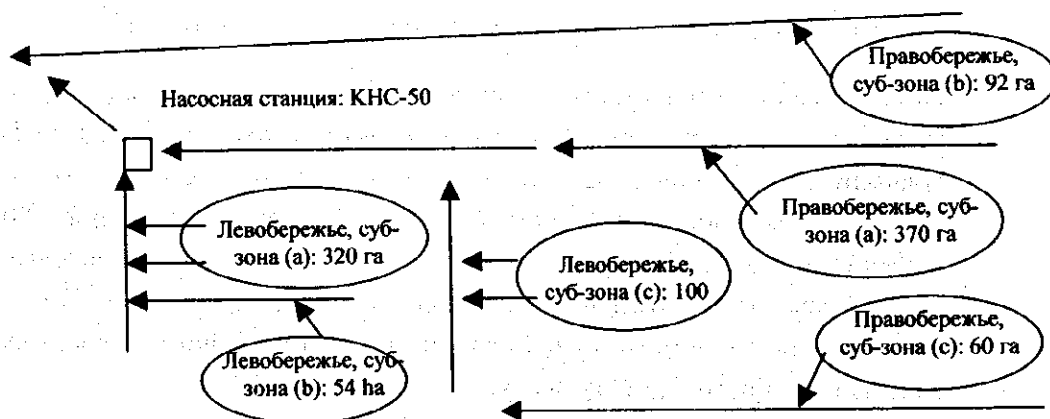 Правобережье,
суб-зона (b): 92 га
Насосная станция: КНС-50
Правобережье, суб-
зона (a): 370 га
Левобережье, суб-
зона (a): 320 га
Левобережье,
суб-зона (c): 100
Правобережье,
суб-зона (c): 60 га
Левобережье, суб-
зона (b): 54 ha